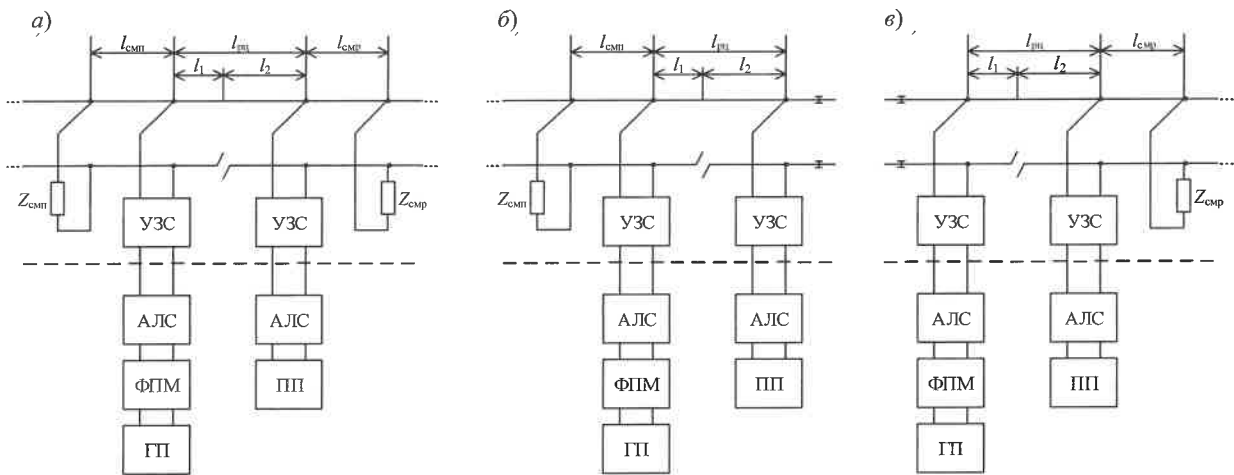 а) б) в)
lсмп lрц lсмр lсмп lрц lрц lсмр
l1 l2 l1 l2 l1 l2
Zсмп Zсмр Zсмп Zсмр
УЗС УЗС УЗС УЗС УЗС УЗС
АЛС АЛС АЛС АЛС АЛС АЛС
ФПМ ПП ФПМ ПП ФПМ ПП
ГП ГП ГП